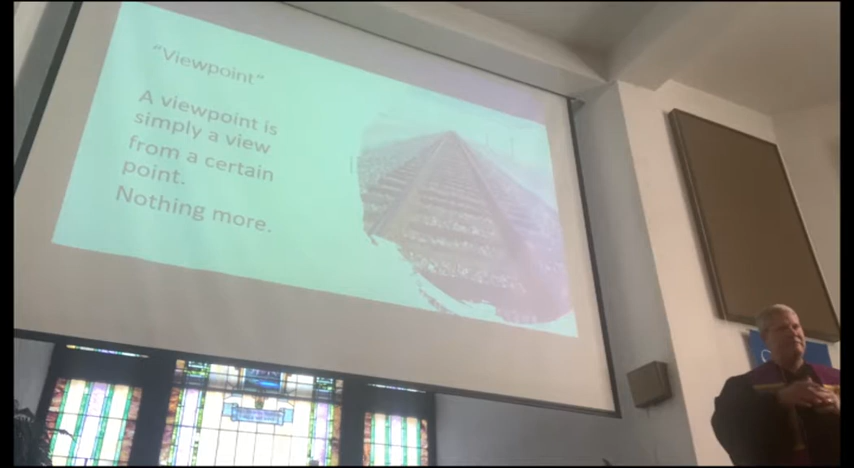 "Viewpoint"
A viewpoint is
simply a view
from a certain
point.
Nothing more.